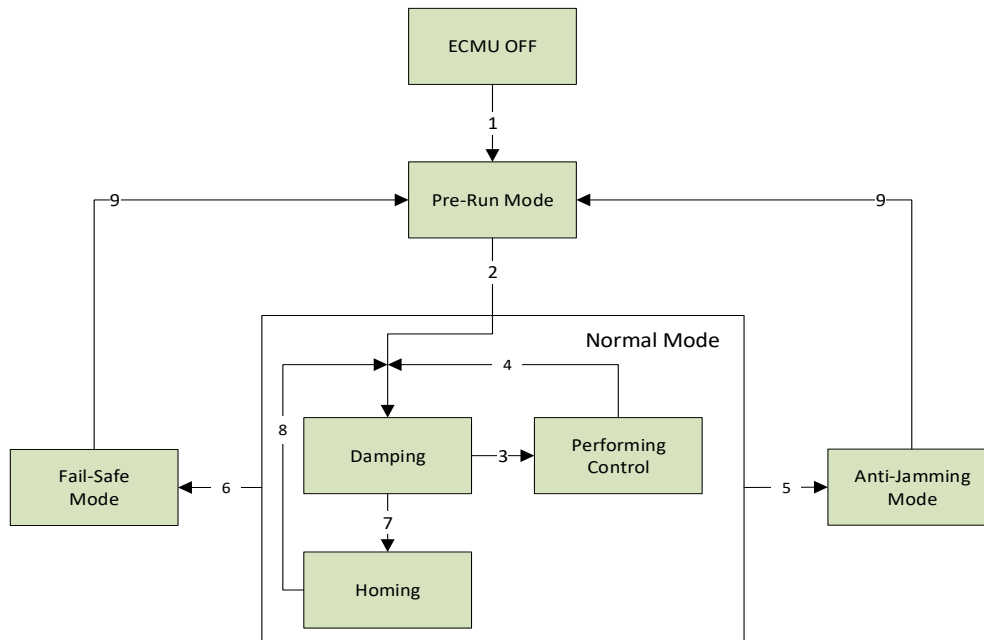 ECMU OFF
1
Pre-Run Mode
9
9
2
Normal Mode
4
8
Damping
3
Performing
Control
Fail-Safe
Mode
6
5
Anti-Jamming
Mode
7
Homing